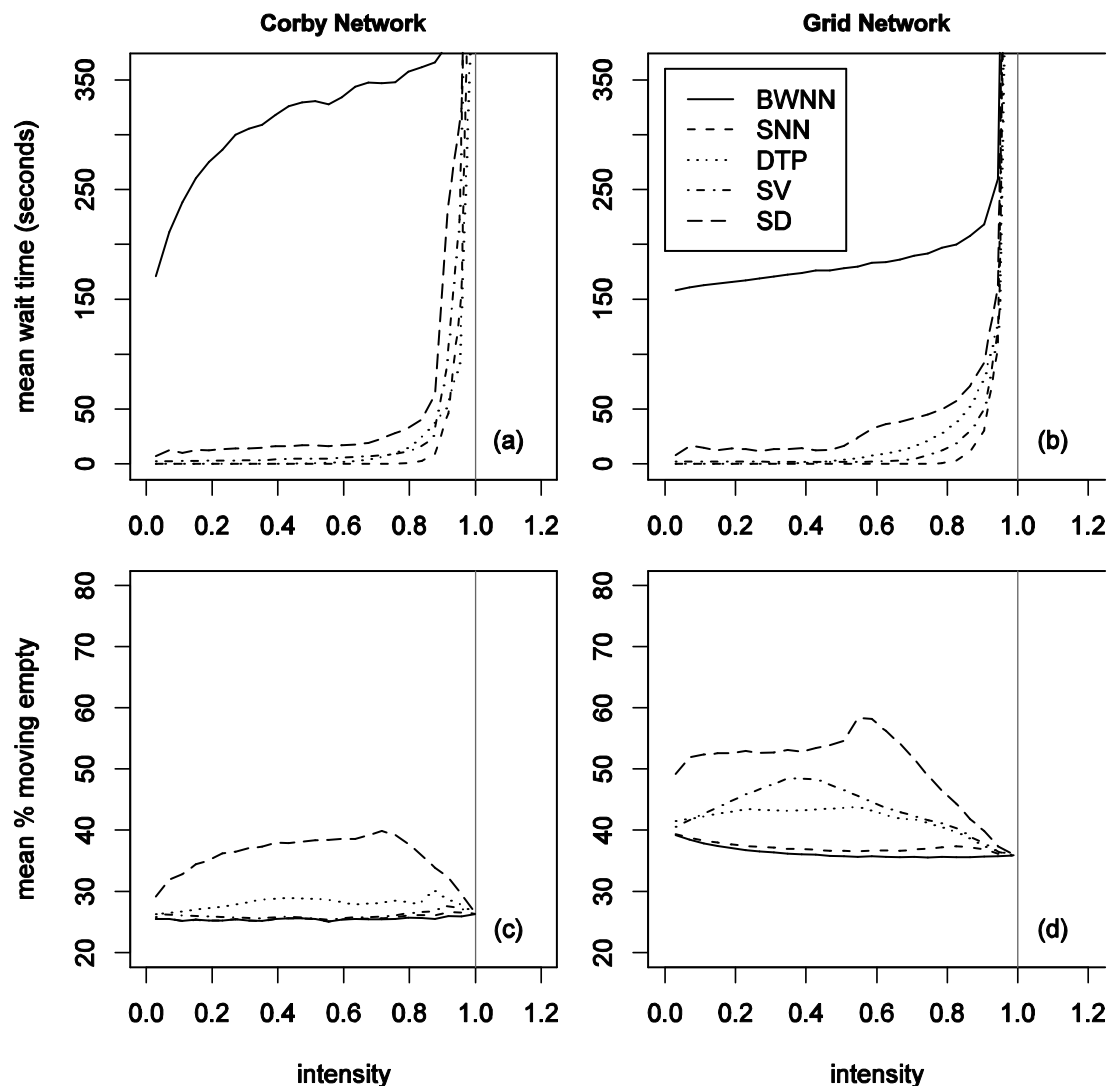 Corby Network
Grid Network
mean wait time (seconds)
0 50 150 250 350
(a)
0.0 0.2 0.4 0.6 0.8 1.0 1.2
0 50 150 250 350
BWNN
SNN
DTP
SV
SD
(b)
0.0 0.2 0.4 0.6 0.8 1.0 1.2
mean % moving empty
20 30 40 50 60 70 80
(c)
0.0 0.2 0.4 0.6 0.8 1.0 1.2
intensity
20 30 40 50 60 70 80
(d)
0.0 0.2 0.4 0.6 0.8 1.0 1.2
intensity